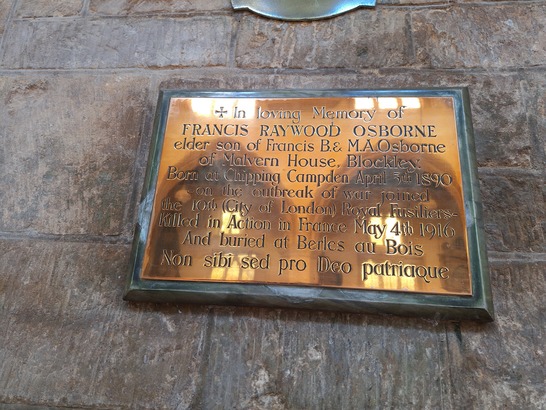 ✠ In loving Memory of
FRANCIS RAYWOOD OSBORNE
elder son of Francis B. & M.A. Osborne
of Malvern House, Blockley.
Born at Chipping Campden April 3rd 1890
on the outbreak of war joined
the 10th (City of London) Royal Fusiliers-
Killed in Action in France May 4th 1916
And buried at Berles au Bois
Non sibi sed pro Deo patriaque